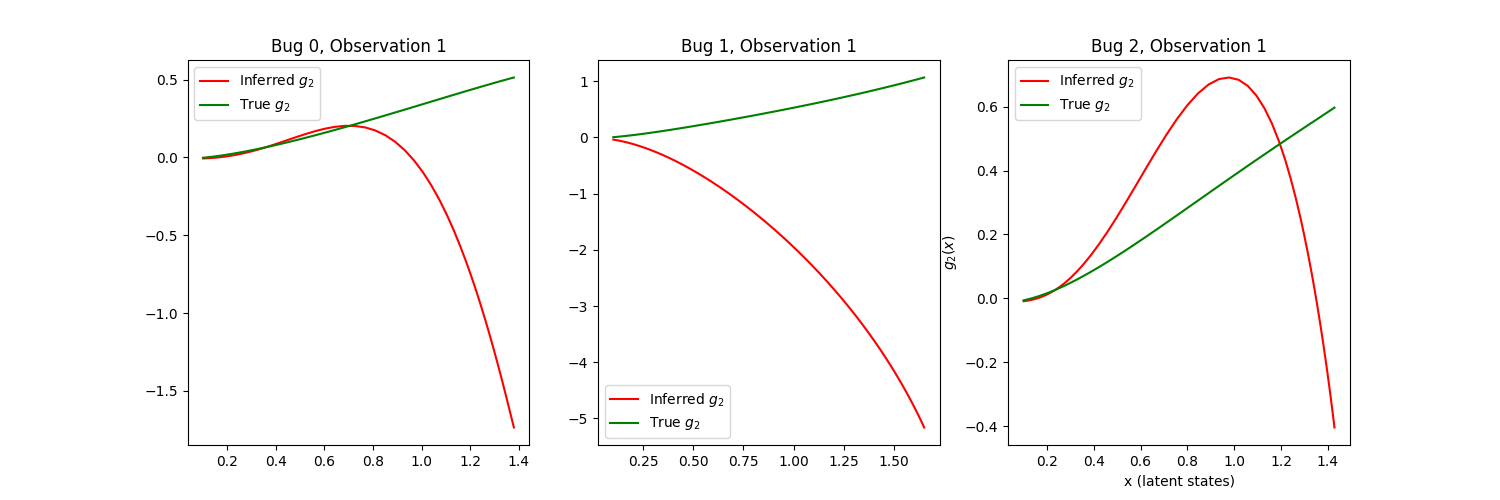 Bug 0, Observation 1
Inferred g₂
True g₂
0.5
0.0
−0.5
−1.0
−1.5
0.2 0.4 0.6 0.8 1.0 1.2 1.4
Bug 1, Observation 1
1
0
−1
−2
−3
−4
−5
Inferred g₂
True g₂
0.25 0.50 0.75 1.00 1.25 1.50
Bug 2, Observation 1
Inferred g₂
True g₂
g₂(x)
0.6
0.4
0.2
0.0
−0.2
−0.4
0.2 0.4 0.6 0.8 1.0 1.2 1.4
x (latent states)